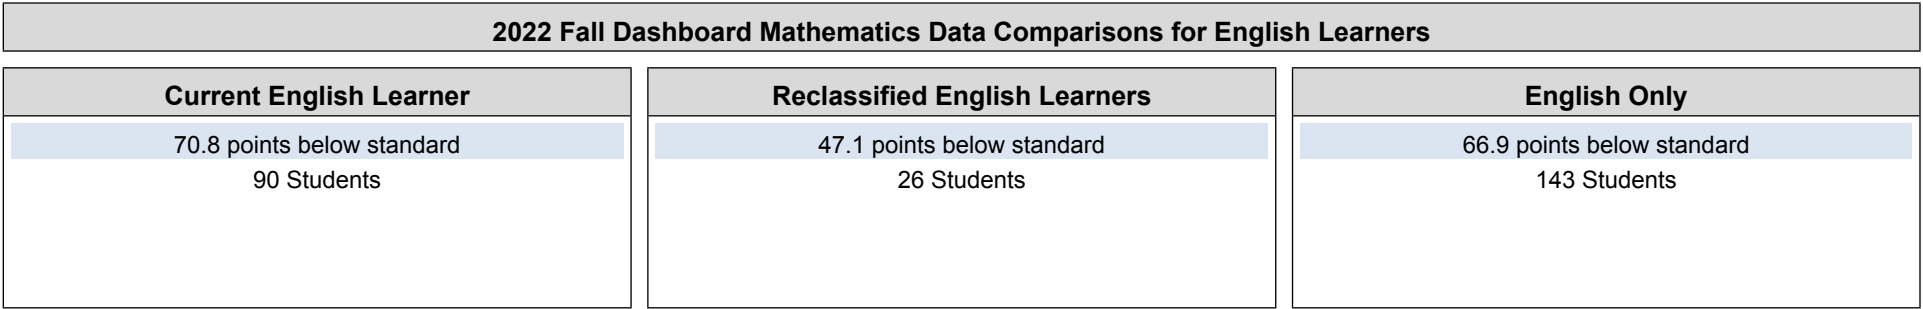 2022 Fall Dashboard Mathematics Data Comparisons for English Learners
Current English Learner
70.8 points below standard
90 Students
Reclassified English Learners
47.1 points below standard
26 Students
English Only
66.9 points below standard
143 Students